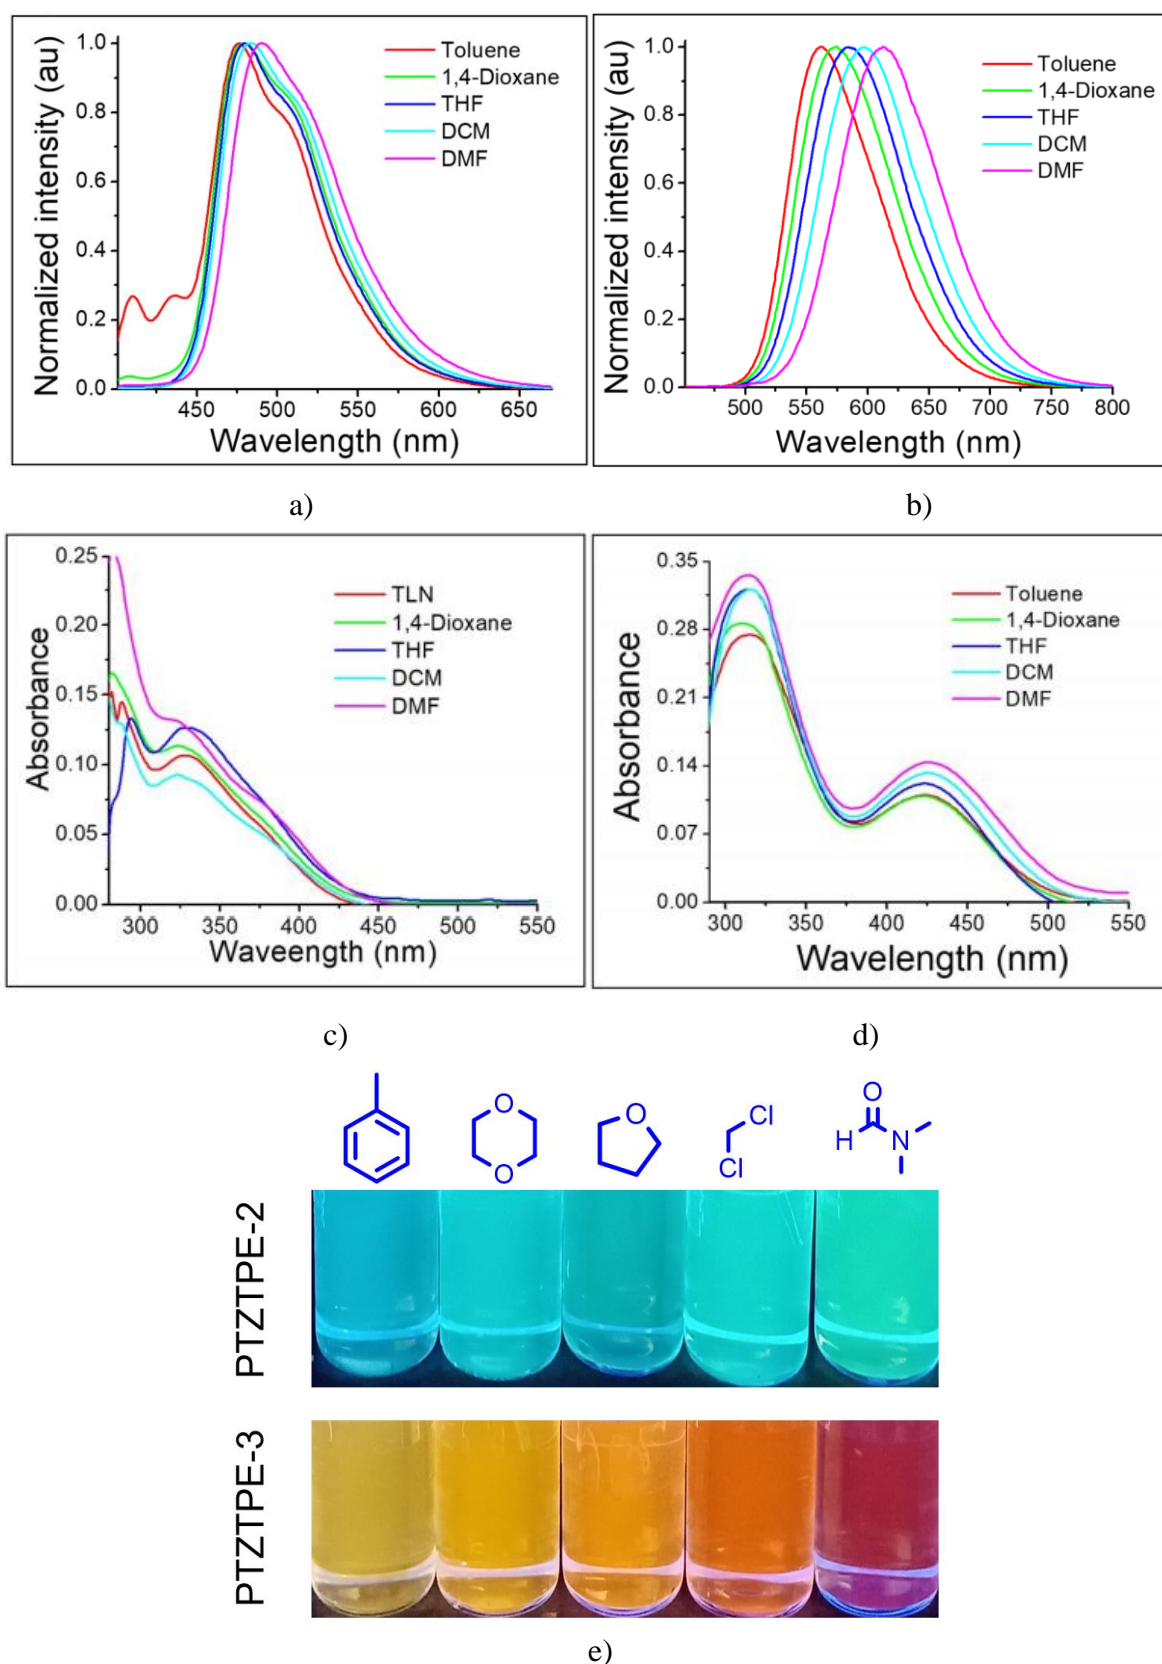 Normalized intensity (au)
1.0
0.8
0.6
0.4
0.2
0.0
450 500 550 600 650
Wavelength (nm)
Toluene
1,4-Dioxane
THF
DCM
DMF
a)
Normalized intensity (au)
1.0
0.8
0.6
0.4
0.2
0.0
500 550 600 650 700 750 800
Wavelength (nm)
Toluene
1,4-Dioxane
THF
DCM
DMF
b)
Absorbance
0.25
0.20
0.15
0.10
0.05
0.00
300 350 400 450 500 550
Waveength (nm)
TLN
1,4-Dioxane
THF
DCM
DMF
c)
Absorbance
0.35
0.28
0.21
0.14
0.07
0.00
300 350 400 450 500 550
Wavelength (nm)
Toluene
1,4-Dioxane
THF
DCM
DMF
d)
O
O
O
Cl
Cl
O
H
N
PTZTPE-2
PTZTPE-3
e)